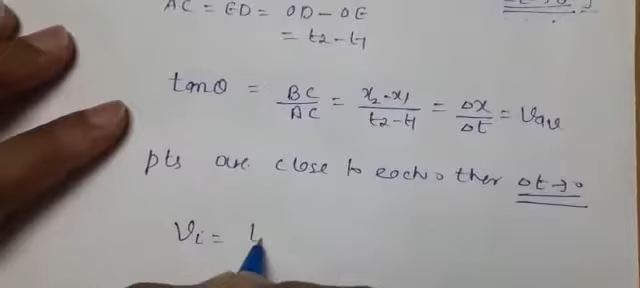 AC = ED = OD - OE
= t2 - t1
tanθ = BC/AC = x2-x1/t2-t1 = Δx/Δt = Vav
pts are close to each other Δt→0
Vi = l